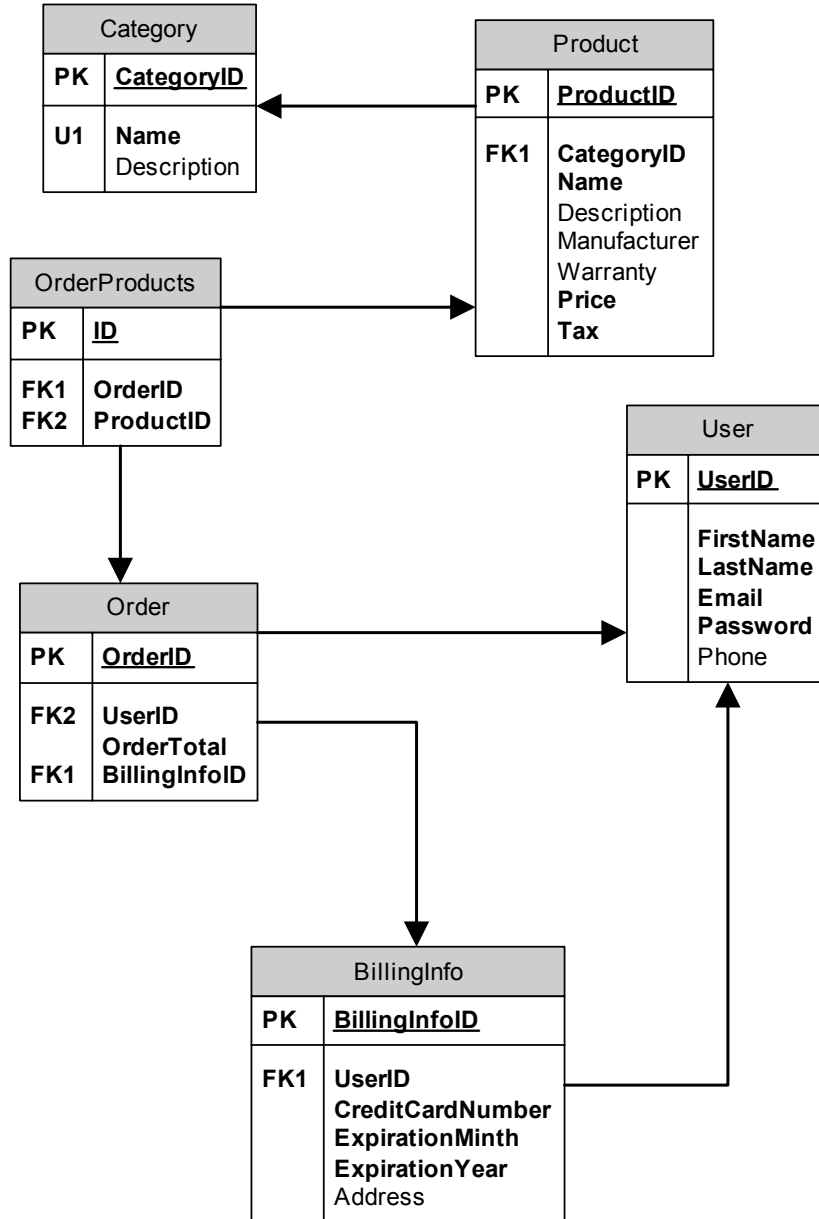 Category
PK CategoryID
U1 Name
Description
Product
PK ProductID
FK1 CategoryID
Name
Description
Manufacturer
Warranty
Price
Tax
OrderProducts
PK ID
FK1 OrderID
FK2 ProductID
User
PK UserID
FirstName
LastName
Email
Password
Phone
Order
PK OrderID
FK2 UserID
OrderTotal
FK1 BillingInfoID
BillingInfo
PK BillingInfoID
FK1 UserID
CreditCardNumber
ExpirationMinth
ExpirationYear
Address